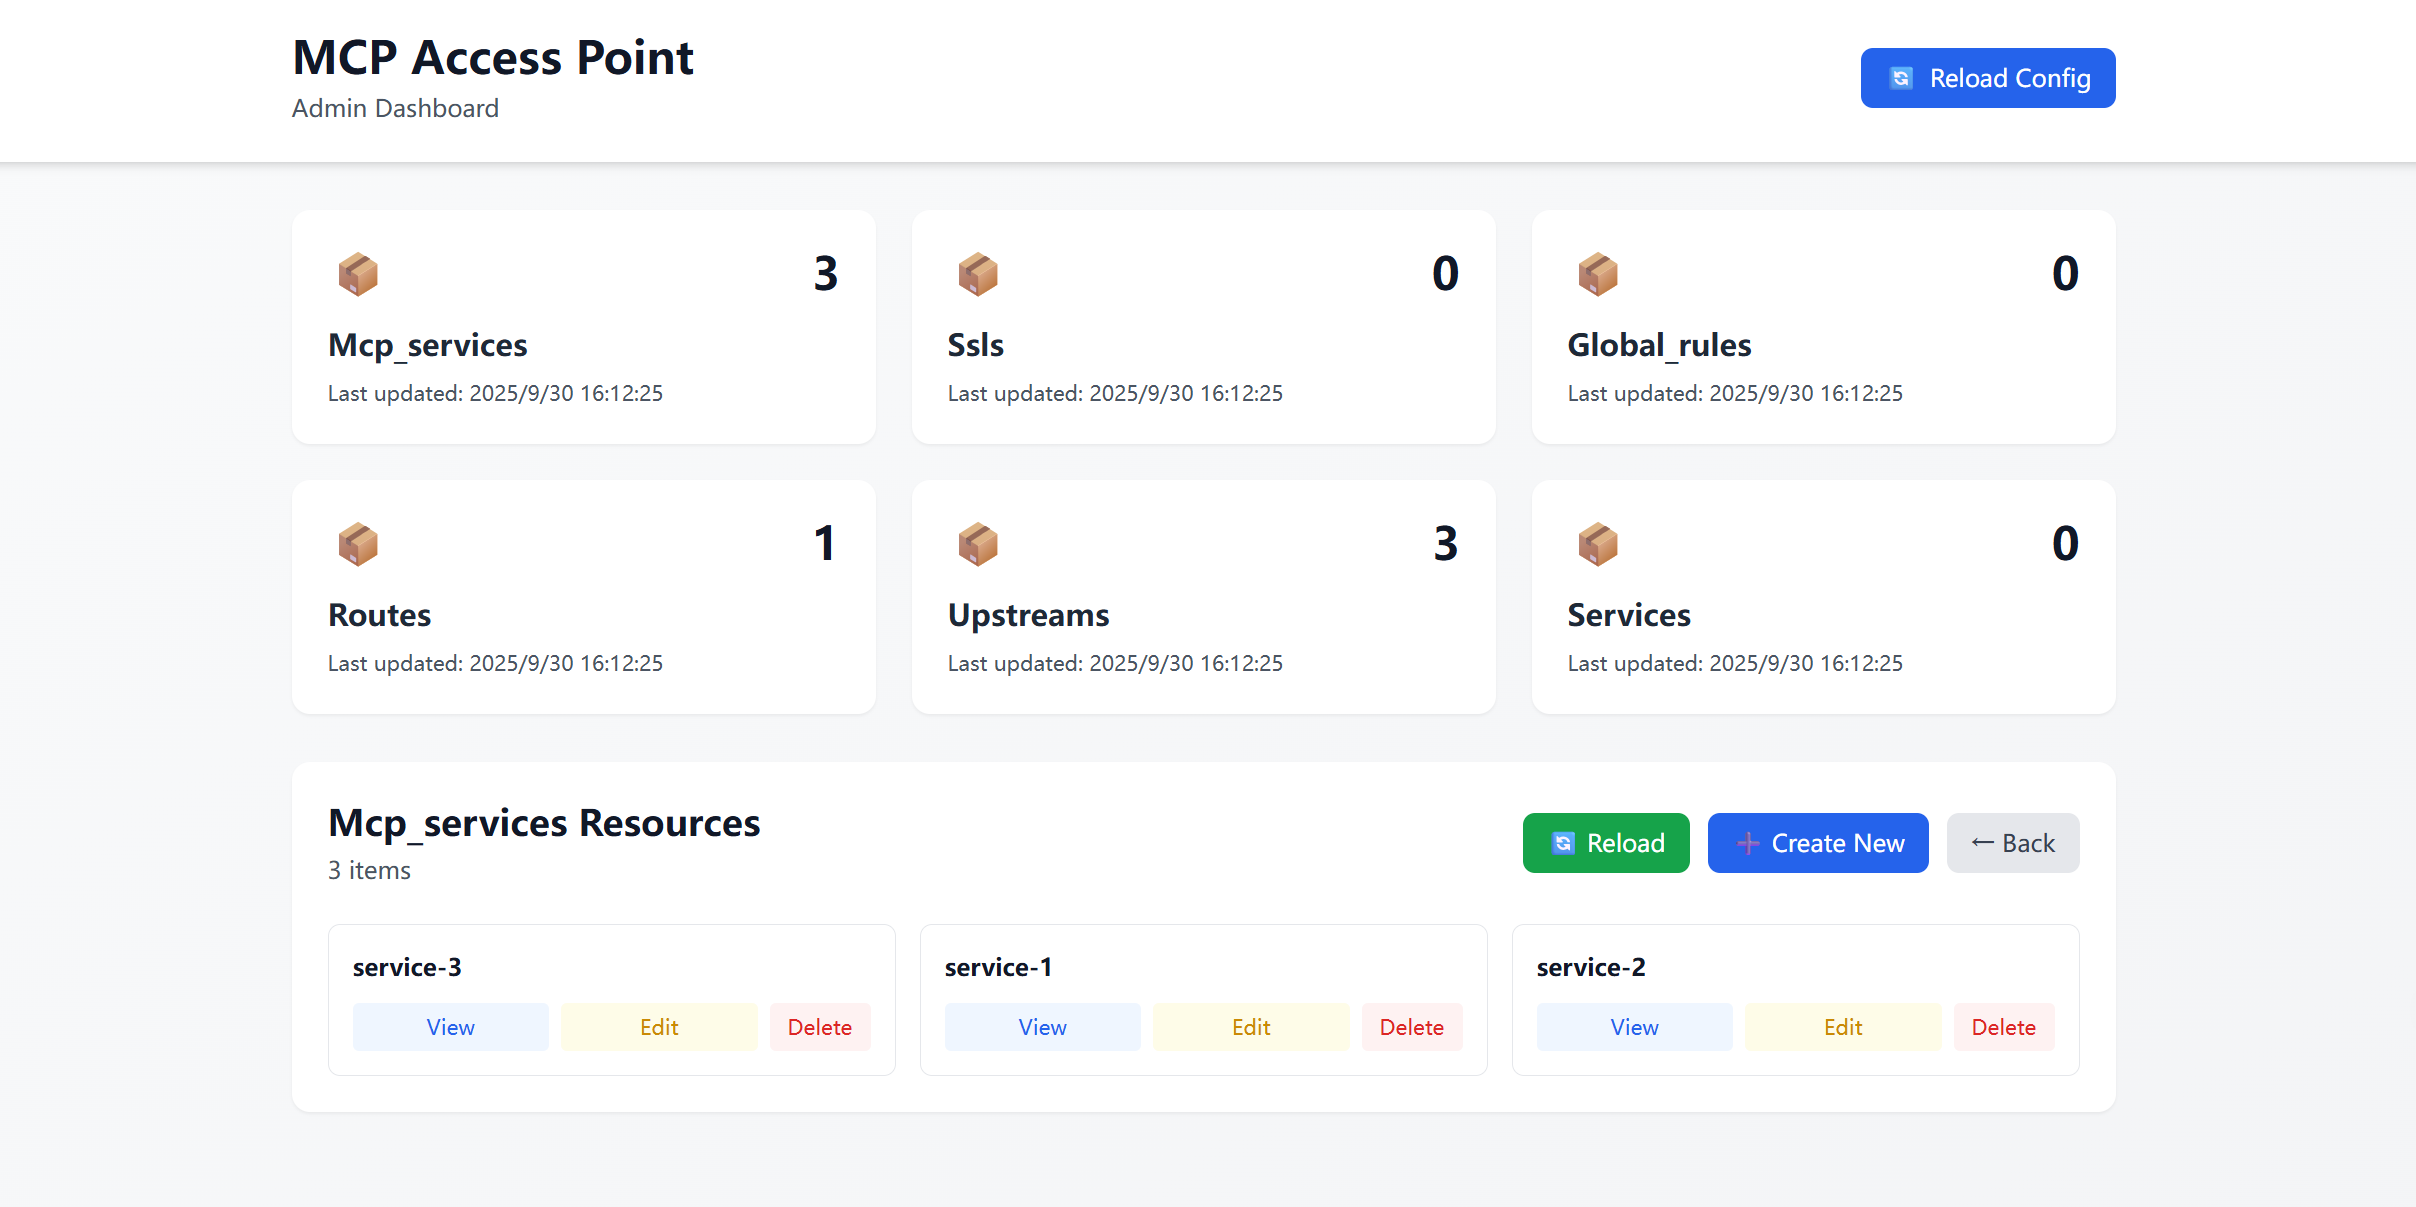 MCP Access Point
Admin Dashboard
Reload Config
3
Mcp_services
Last updated: 2025/9/30 16:12:25
0
Ssls
Last updated: 2025/9/30 16:12:25
0
Global_rules
Last updated: 2025/9/30 16:12:25
1
Routes
Last updated: 2025/9/30 16:12:25
3
Upstreams
Last updated: 2025/9/30 16:12:25
0
Services
Last updated: 2025/9/30 16:12:25
Mcp_services Resources
3 items
Reload
Create New
← Back
service-3
View
Edit
Delete
service-1
View
Edit
Delete
service-2
View
Edit
Delete